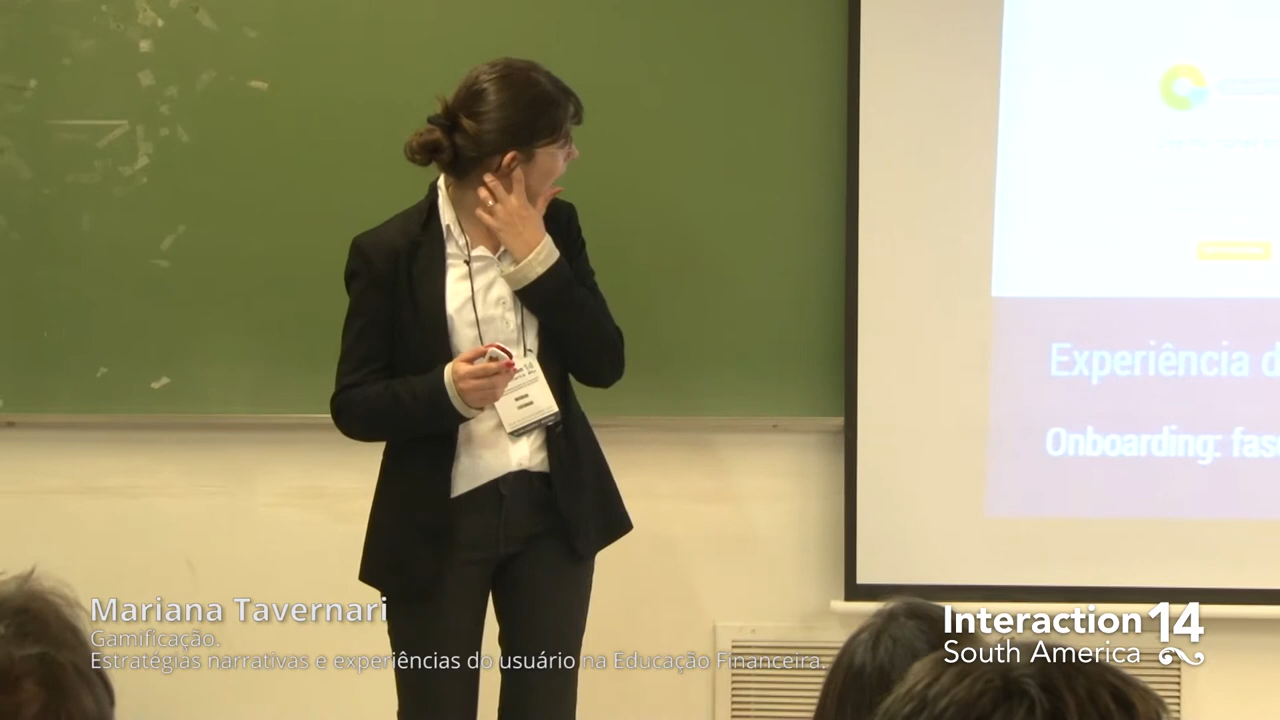 Experiência d
Onboarding: fas
Mariana Tavernari
Gamificação.
Estratégias narrativas e experiências do usuário na Educação Financeira.
Interaction 14
South America